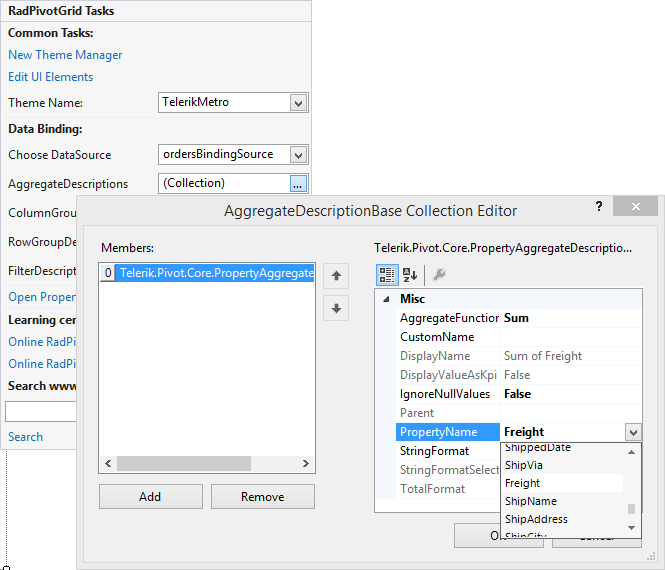 RadPivotGrid Tasks
Common Tasks:
New Theme Manager
Edit UI Elements
Theme Name: TelerikMetro
Data Binding:
Choose DataSource ordersBindingSource
AggregateDescriptions (Collection) ...
ColumnGrou
RowGroupDe
FilterDescript
Open Proper
Learning cen
Online RadPi
Online RadPi
Search www
Search
AggregateDescriptionBase Collection Editor ? ×
Members:
0 Telerik.Pivot.Core.PropertyAggregate
Add Remove
Telerik.Pivot.Core.PropertyAggregateDescriptio...
Misc
AggregateFunction Sum
CustomName
DisplayName Sum of Freight
DisplayValueAsKpi False
IgnoreNullValues False
Parent
PropertyName Freight
StringFormat
StringFormatSelect
TotalFormat
ShippedDate
ShipVia
Freight
ShipName
ShipAddress
ShipCity